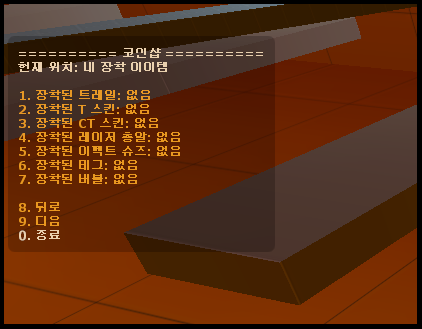 ========== 코인샵 ==========
현재 위치: 내 장착 아이템
1. 장착된 트레일: 없음
2. 장착된 T 스킨: 없음
3. 장착된 CT 스킨: 없음
4. 장착된 레이저 총알: 없음
5. 장착된 이펙트 슈즈: 없음
6. 장착된 태그: 없음
7. 장착된 버블: 없음
8. 뒤로
9. 다음
0. 종료